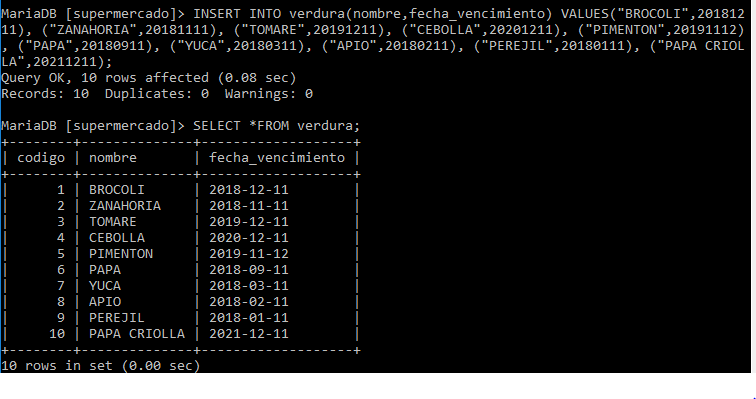 MariaDB [supermercado]> INSERT INTO verdura(nombre,fecha_vencimiento) VALUES("BROCOLI",201812
11), ("ZANAHORIA",20181111), ("TOMARE",20191211), ("CEBOLLA",20201211), ("PIMENTON",20191112)
, ("PAPA",20180911), ("YUCA",20180311), ("APIO",20180211), ("PEREJIL",20180111), ("PAPA CRIOL
LA",20211211);
Query OK, 10 rows affected (0.08 sec)
Records: 10  Duplicates: 0  Warnings: 0

MariaDB [supermercado]> SELECT *FROM verdura;
+--------+--------------+-------------------+
| codigo | nombre       | fecha_vencimiento |
+--------+--------------+-------------------+
|      1 | BROCOLI      | 2018-12-11        |
|      2 | ZANAHORIA    | 2018-11-11        |
|      3 | TOMARE       | 2019-12-11        |
|      4 | CEBOLLA      | 2020-12-11        |
|      5 | PIMENTON     | 2019-11-12        |
|      6 | PAPA         | 2018-09-11        |
|      7 | YUCA         | 2018-03-11        |
|      8 | APIO         | 2018-02-11        |
|      9 | PEREJIL      | 2018-01-11        |
|     10 | PAPA CRIOLLA | 2021-12-11        |
+--------+--------------+-------------------+
10 rows in set (0.00 sec)